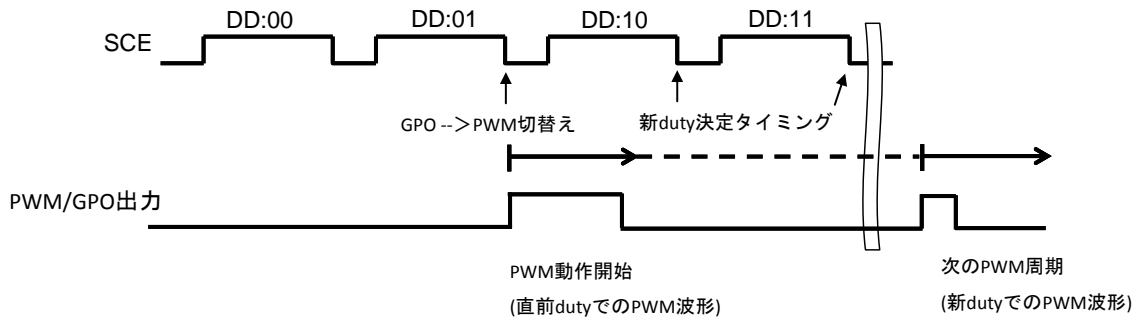 DD:00
DD:01
DD:10
DD:11
SCE
GPO -->PWM切替え
新duty決定タイミング
PWM/GPO出力
PWM動作開始
(直前dutyでのPWM波形)
次のPWM周期
(新dutyでのPWM波形)